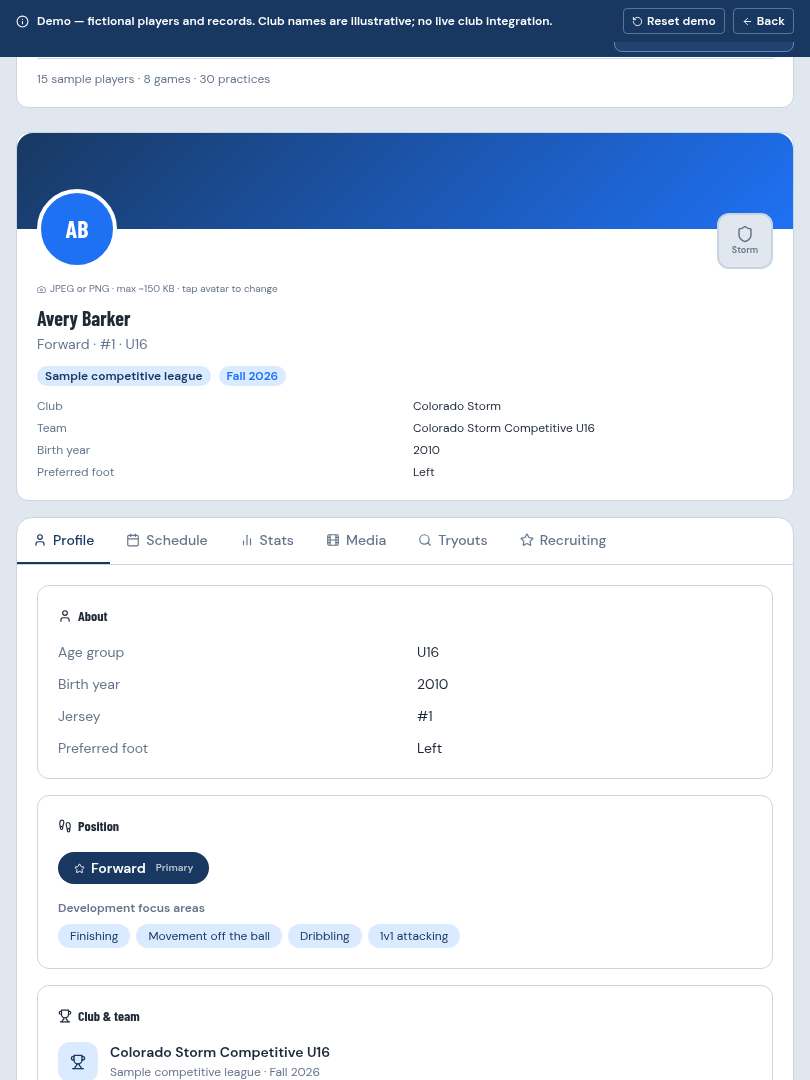 Demo — fictional players and records. Club names are illustrative; no live club integration.
Reset demo
Back
15 sample players · 8 games · 30 practices
AB
Storm
JPEG or PNG · max ~150 KB · tap avatar to change
Avery Barker
Forward · #1 · U16
Sample competitive league
Fall 2026
Club Colorado Storm
Team Colorado Storm Competitive U16
Birth year 2010
Preferred foot Left
Profile Schedule Stats Media Tryouts Recruiting
About
Age group U16
Birth year 2010
Jersey #1
Preferred foot Left
Position
Forward Primary
Development focus areas
Finishing Movement off the ball Dribbling 1v1 attacking
Club & team
Colorado Storm Competitive U16
Sample competitive league · Fall 2026